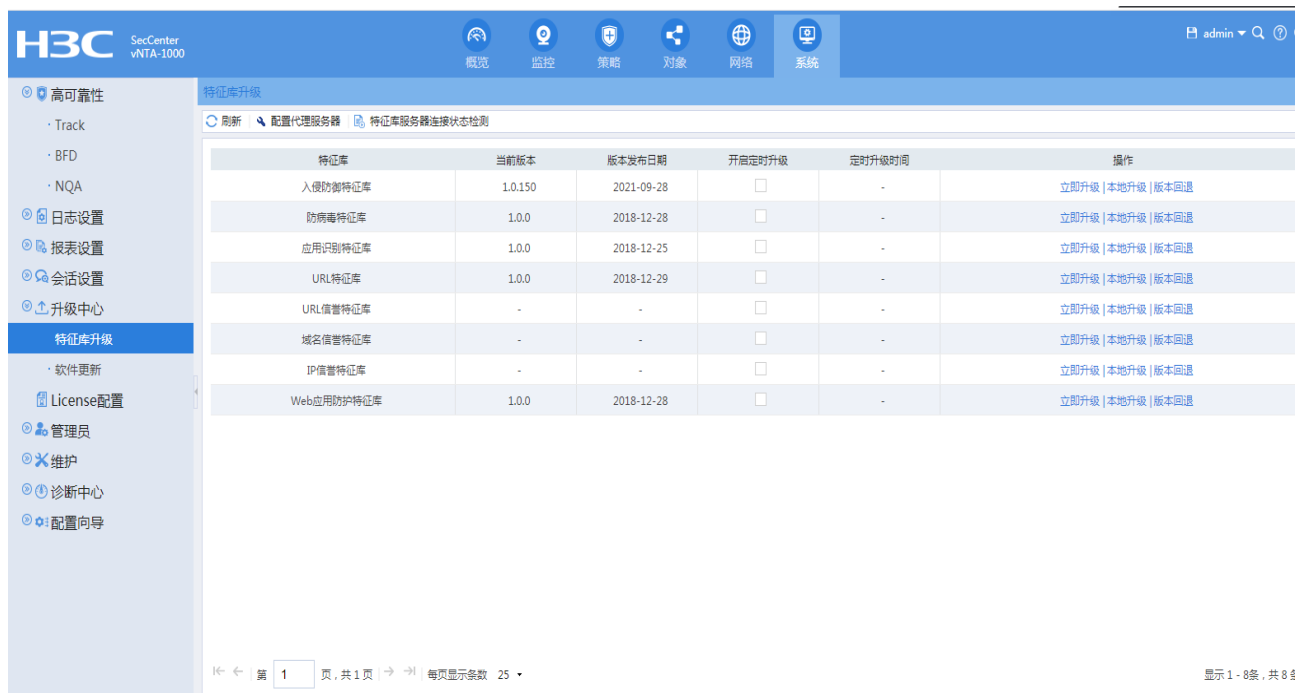 H3C SecCenter vNTA-1000
概览 监控 策略 对象 网络 系统
admin
高可靠性
· Track
· BFD
· NQA
日志设置
报表设置
会话设置
升级中心
特征库升级
· 软件更新
License配置
管理员
维护
诊断中心
配置向导
特征库升级
刷新 配置代理服务器 特征库服务器连接状态检测
特征库 当前版本 版本发布日期 开启定时升级 定时升级时间 操作
入侵防御特征库 1.0.150 2021-09-28 - 立即升级 | 本地升级 | 版本回退
防病毒特征库 1.0.0 2018-12-28 - 立即升级 | 本地升级 | 版本回退
应用识别特征库 1.0.0 2018-12-25 - 立即升级 | 本地升级 | 版本回退
URL特征库 1.0.0 2018-12-29 - 立即升级 | 本地升级 | 版本回退
URL信誉特征库 - - - 立即升级 | 本地升级 | 版本回退
域名信誉特征库 - - - 立即升级 | 本地升级 | 版本回退
IP信誉特征库 - - - 立即升级 | 本地升级 | 版本回退
Web应用防护特征库 1.0.0 2018-12-28 - 立即升级 | 本地升级 | 版本回退
第 1 页 , 共 1 页 每页显示条数 25
显示 1 - 8条 , 共 8